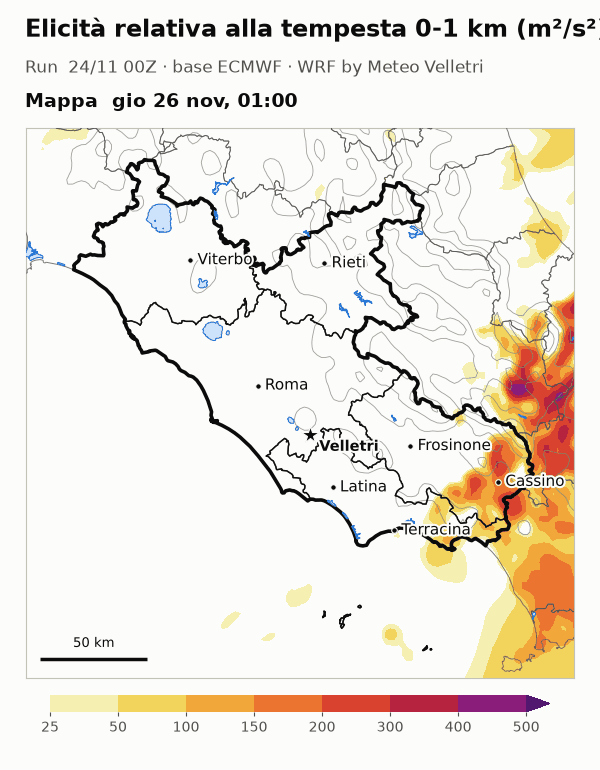 Elicità relativa alla tempesta 0-1 km (m²/s²)
Run 24/11 00Z · base ECMWF · WRF by Meteo Velletri
Mappa gio 26 nov, 01:00
Viterbo
Rieti
Roma
Velletri
Frosinone
Latina
Cassino
Terracina
50 km
25 50 100 150 200 300 400 500